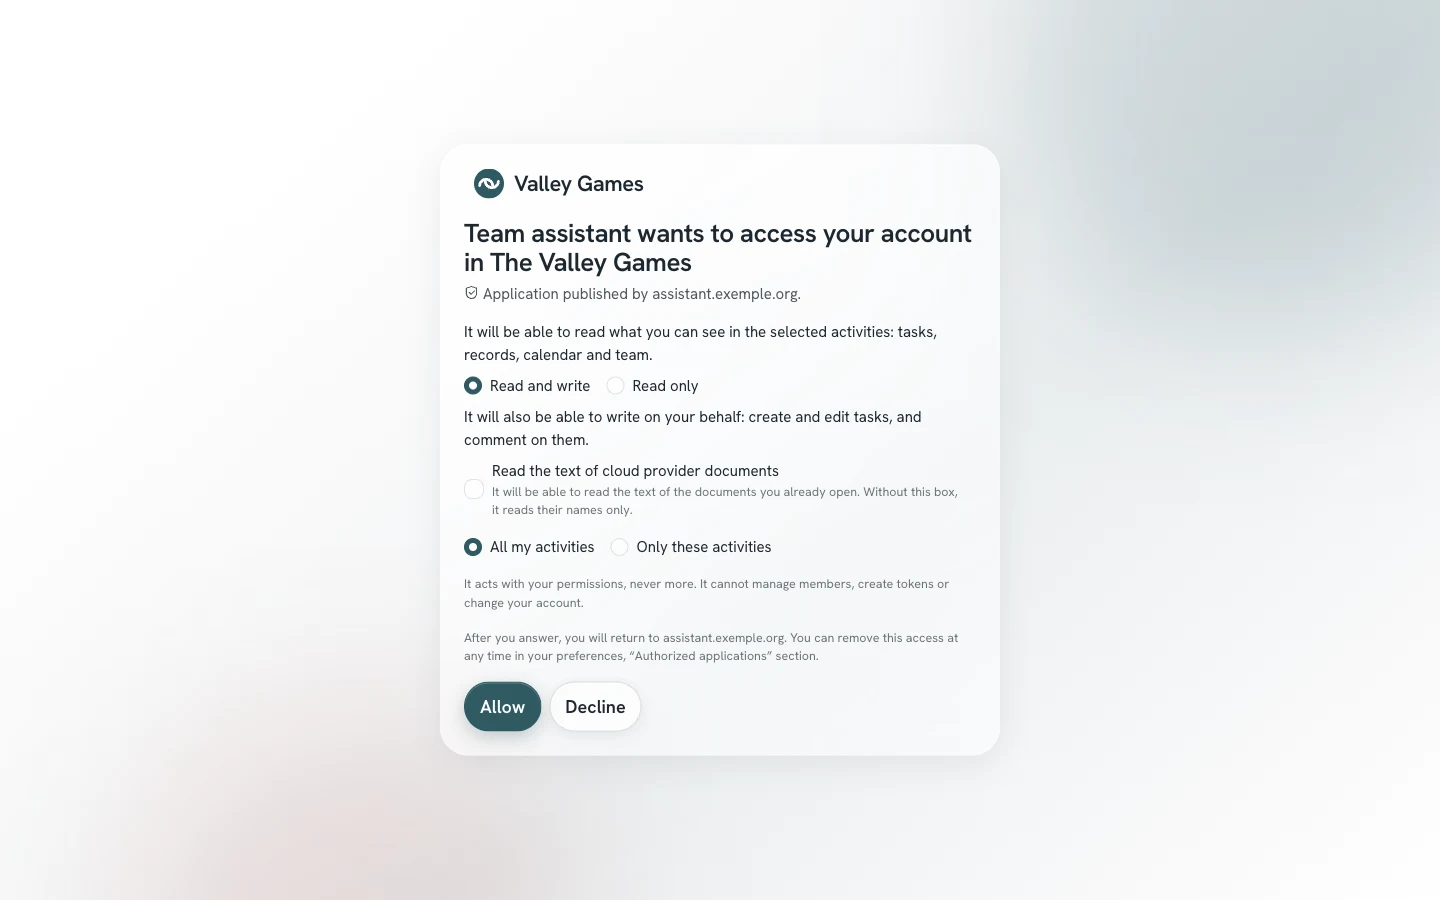 Valley Games
Team assistant wants to access your account
in The Valley Games
Application published by assistant.exemple.org.
It will be able to read what you can see in the selected activities: tasks,
records, calendar and team.
Read and write
Read only
It will also be able to write on your behalf: create and edit tasks, and
comment on them.
Read the text of cloud provider documents
It will be able to read the text of the documents you already open. Without this box,
it reads their names only.
All my activities
Only these activities
It acts with your permissions, never more. It cannot manage members, create tokens or
change your account.
After you answer, you will return to assistant.exemple.org. You can remove this access at
any time in your preferences, “Authorized applications” section.
Allow
Decline